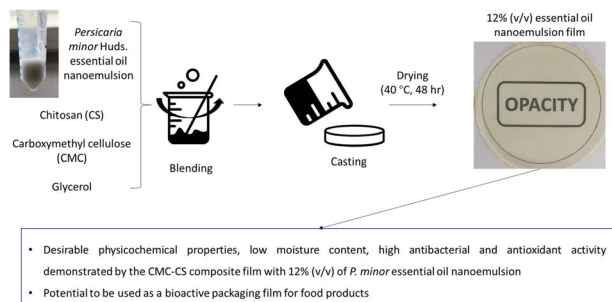 Persicaria
minor Huds.
essential oil
nanoemulsion
Chitosan (CS)
Carboxymethyl cellulose
(CMC)
Glycerol
Blending
Casting
Drying
(40 °C, 48 hr)
12% (v/v) essential oil
nanoemulsion film
OPACITY
• Desirable physicochemical properties, low moisture content, high antibacterial and antioxidant activity
demonstrated by the CMC-CS composite film with 12% (v/v) of P. minor essential oil nanoemulsion
• Potential to be used as a bioactive packaging film for food products